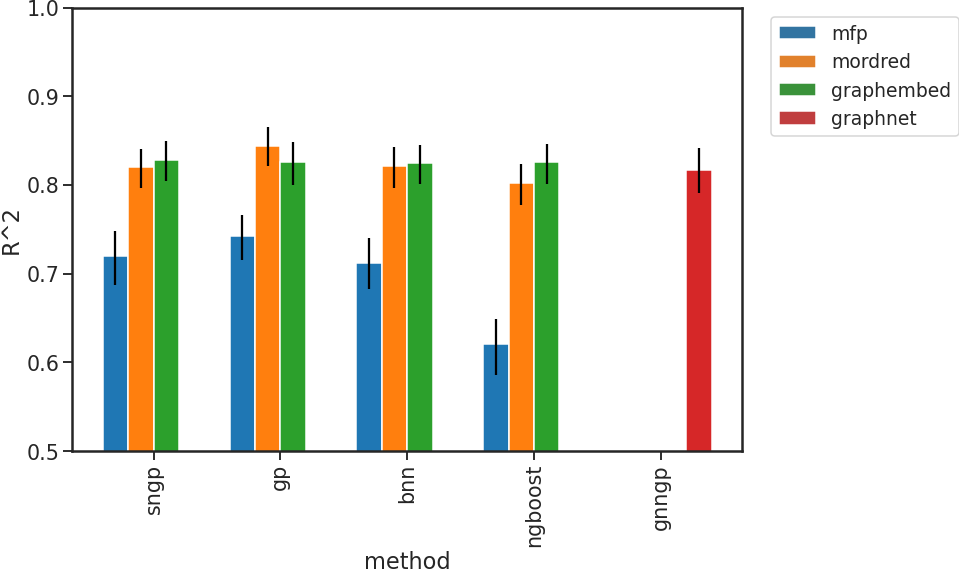 1.0
0.9
0.8
0.7
0.6
0.5
R^2
sngp
gp
bnn
ngboost
gnngp
method
mfp
mordred
graphembed
graphnet